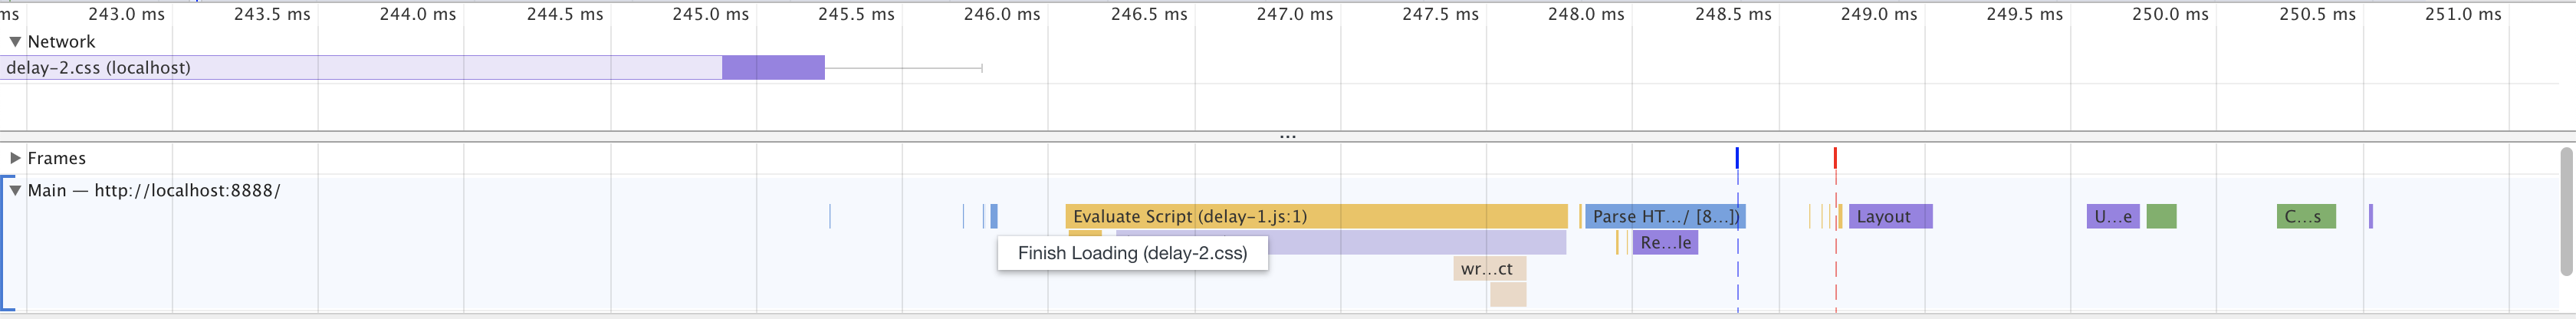 ms 243.0 ms 243.5 ms 244.0 ms 244.5 ms 245.0 ms 245.5 ms 246.0 ms 246.5 ms 247.0 ms 247.5 ms 248.0 ms 248.5 ms 249.0 ms 249.5 ms 250.0 ms 250.5 ms 251.0 ms
Network
delay-2.css (localhost)
...
Frames
Main — http://localhost:8888/
Evaluate Script (delay-1.js:1) Parse HT.../ [8...]) Layout U...e C...s
Re...le
Finish Loading (delay-2.css)
wr...ct